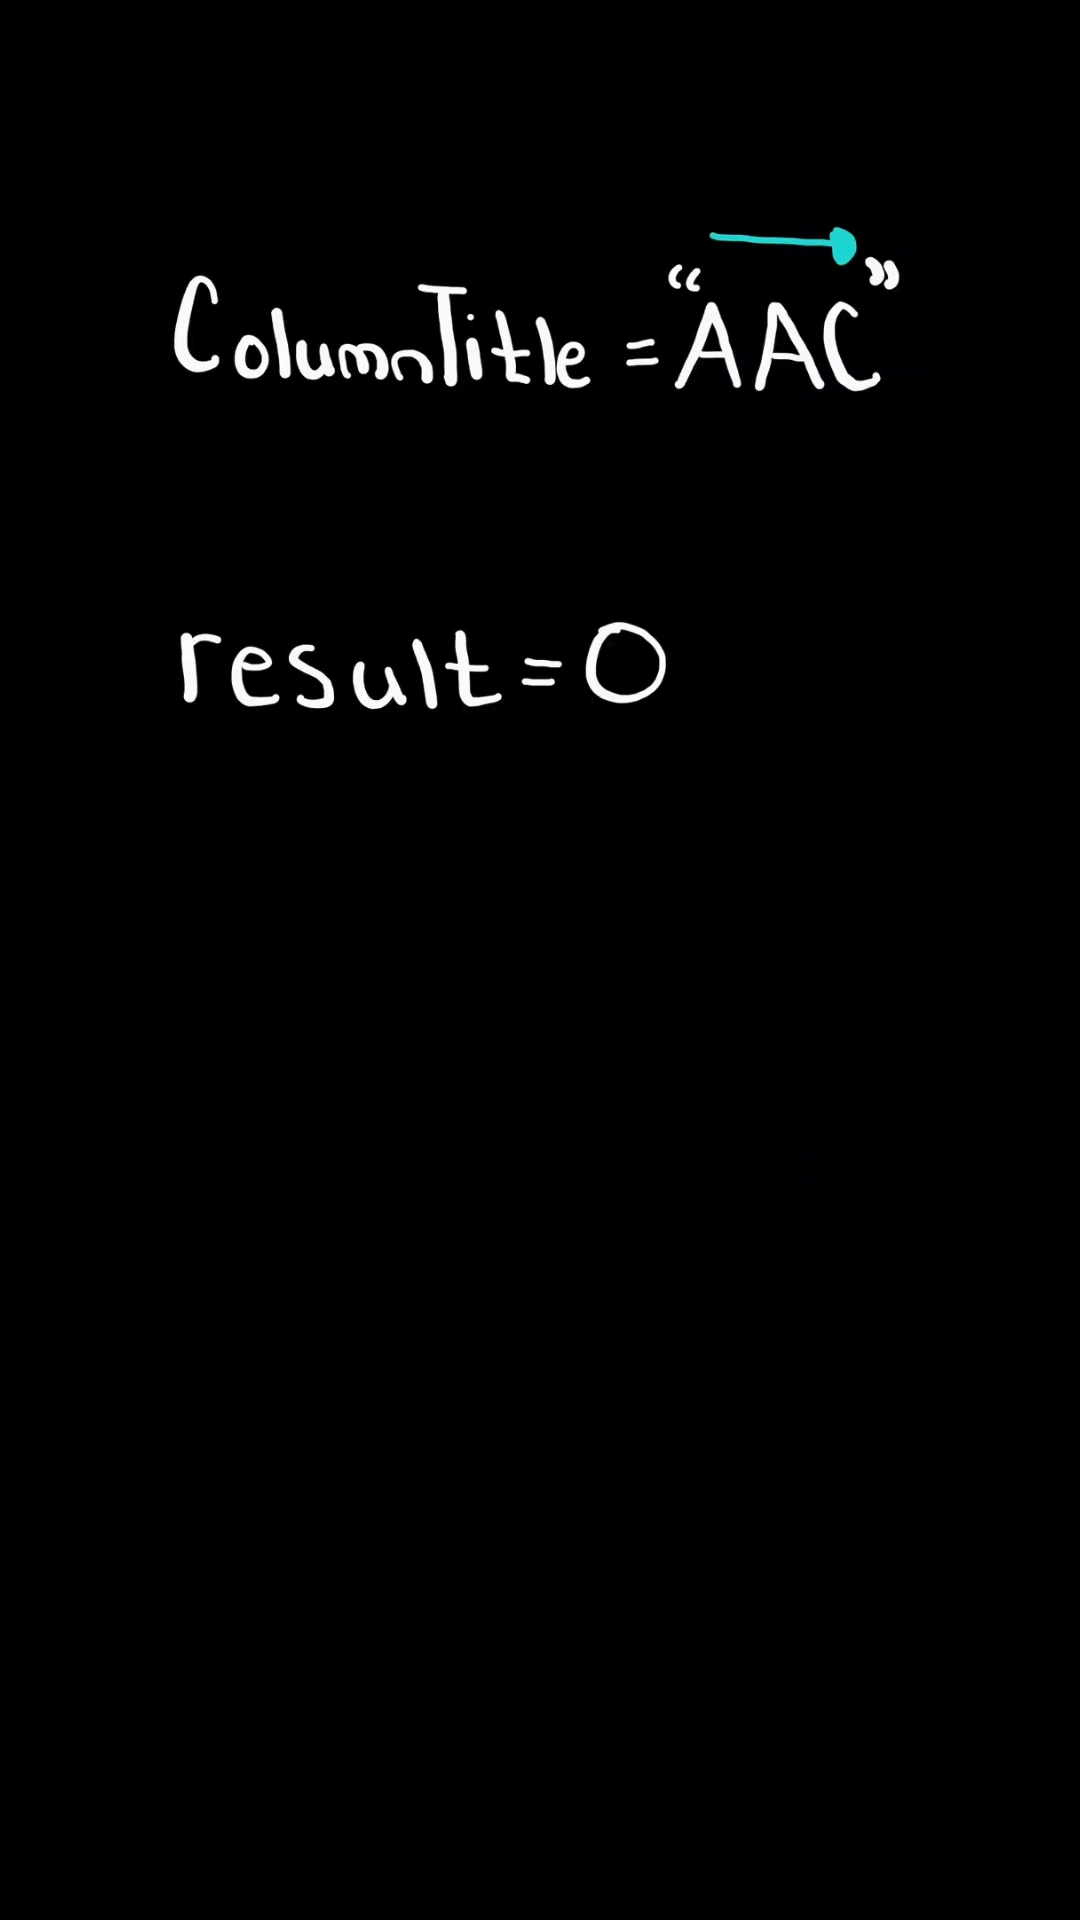 ColumnTitle = "AAC"
result = 0